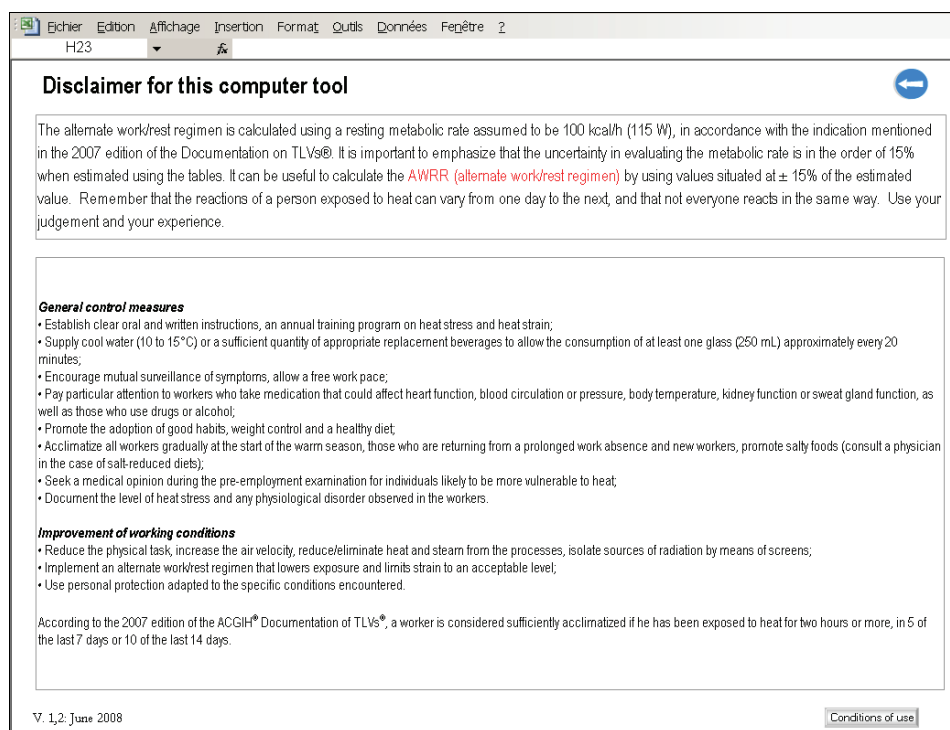 Fichier Edition Affichage Insertion Format Outils Données Fenêtre ?
H23 fx
Disclaimer for this computer tool
The alternate work/rest regimen is calculated using a resting metabolic rate assumed to be 100 kcal/h (115 W), in accordance with the indication mentioned
in the 2007 edition of the Documentation on TLVs®. It is important to emphasize that the uncertainty in evaluating the metabolic rate is in the order of 15%
when estimated using the tables. It can be useful to calculate the AWRR (alternate work/rest regimen) by using values situated at ± 15% of the estimated
value. Remember that the reactions of a person exposed to heat can vary from one day to the next, and that not everyone reacts in the same way. Use your
judgement and your experience.
General control measures
• Establish clear oral and written instructions, an annual training program on heat stress and heat strain;
• Supply cool water (10 to 15°C) or a sufficient quantity of appropriate replacement beverages to allow the consumption of at least one glass (250 mL) approximately every 20
minutes;
• Encourage mutual surveillance of symptoms, allow a free work pace;
• Pay particular attention to workers who take medication that could affect heart function, blood circulation or pressure, body temperature, kidney function or sweat gland function, as
well as those who use drugs or alcohol;
• Promote the adoption of good habits, weight control and a healthy diet;
• Acclimatize all workers gradually at the start of the warm season, those who are returning from a prolonged work absence and new workers, promote salty foods (consult a physician
in the case of salt-reduced diets);
• Seek a medical opinion during the pre-employment examination for individuals likely to be more vulnerable to heat;
• Document the level of heat stress and any physiological disorder observed in the workers.
Improvement of working conditions
• Reduce the physical task, increase the air velocity, reduce/eliminate heat and steam from the processes, isolate sources of radiation by means of screens;
• Implement an alternate work/rest regimen that lowers exposure and limits strain to an acceptable level;
• Use personal protection adapted to the specific conditions encountered.
According to the 2007 edition of the ACGIH® Documentation of TLVs®, a worker is considered sufficiently acclimatized if he has been exposed to heat for two hours or more, in 5 of
the last 7 days or 10 of the last 14 days.
V. 1,2: June 2008
Conditions of use